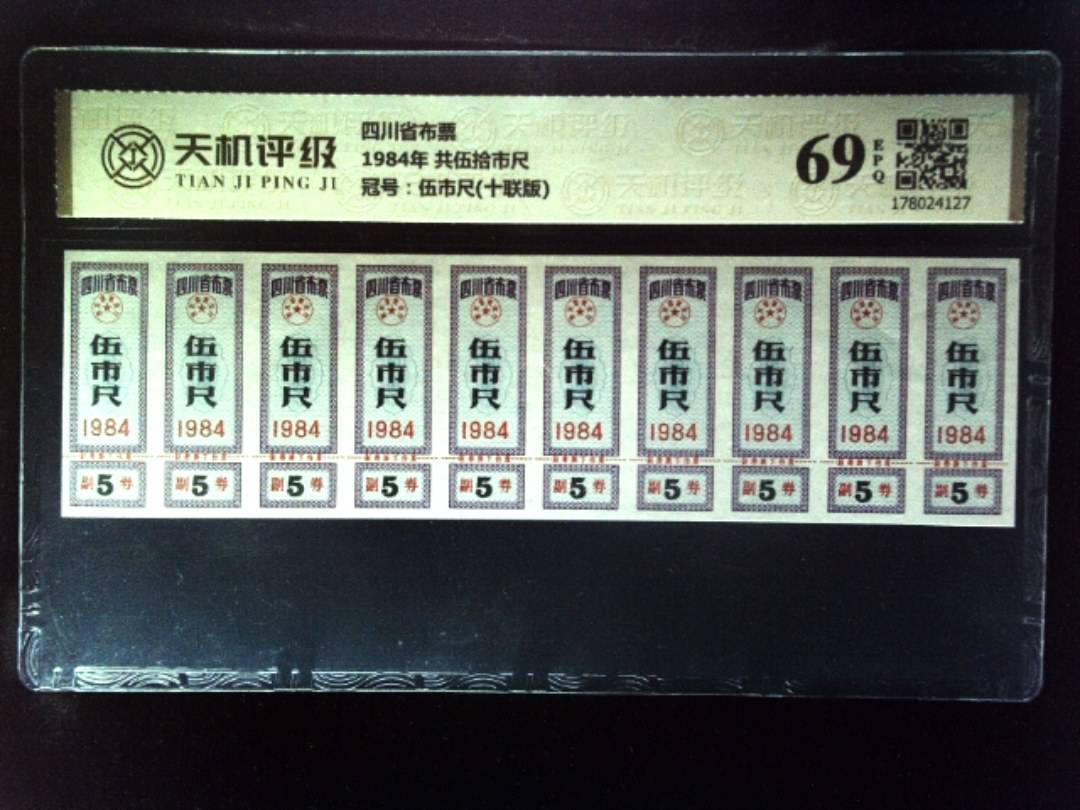 天机评级
TIAN JI PING JI
四川省布票
1984年 共伍拾市尺
冠号：伍市尺(十联版)
69
EPQ
178024127
四川省布票 四川省布票 四川省布票 四川省布票 四川省布票 四川省布票 四川省布票 四川省布票 四川省布票 四川省布票
伍市尺 伍市尺 伍市尺 伍市尺 伍市尺 伍市尺 伍市尺 伍市尺 伍市尺 伍市尺
1984 1984 1984 1984 1984 1984 1984 1984 1984 1984
副5券 副5券 副5券 副5券 副5券 副5券 副5券 副5券 副5券 副5券